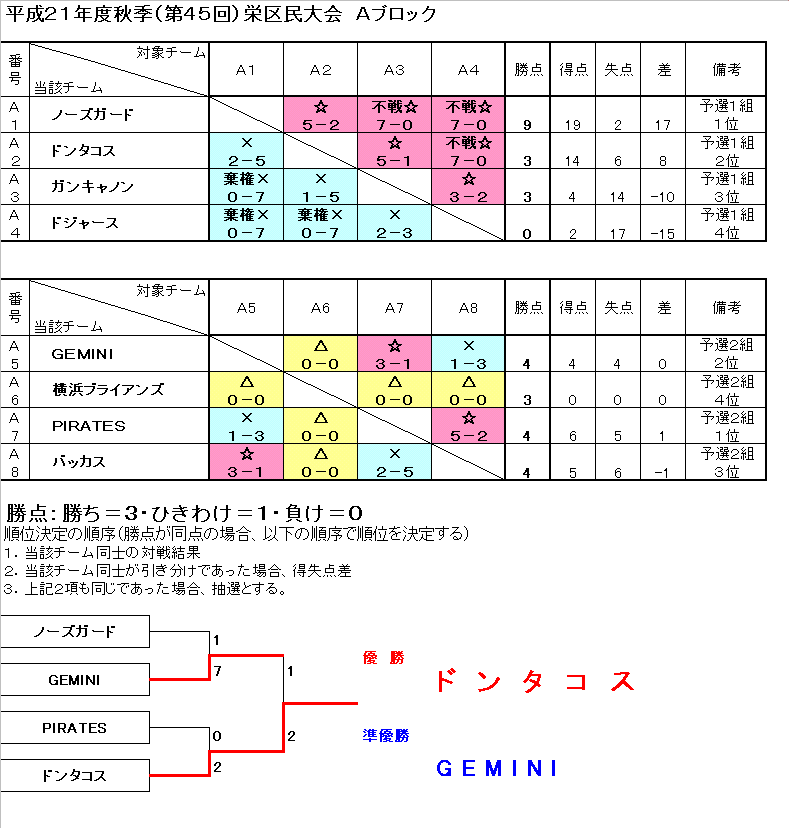 平成21年度秋季(第45回)栄区民大会　Aブロック
番号 対象チーム 当該チーム A1 A2 A3 A4 勝点 得点 失点 差 備考
A1 ノーズガード ☆5－2 不戦☆7－0 不戦☆7－0 9 19 2 17 予選1組1位
A2 ドンタコス ×2－5 ☆5－1 不戦☆7－0 3 14 6 8 予選1組2位
A3 ガンキャノン 棄権×0－7 ×1－5 ☆3－2 3 4 14 -10 予選1組3位
A4 ドジャース 棄権×0－7 棄権×0－7 ×2－3 0 2 17 -15 予選1組4位
番号 対象チーム 当該チーム A5 A6 A7 A8 勝点 得点 失点 差 備考
A5 GEMINI △0－0 ☆3－1 ×1－3 4 4 4 0 予選2組2位
A6 横浜ブライアンズ △0－0 △0－0 △0－0 3 0 0 0 予選2組4位
A7 PIRATES ×1－3 △0－0 ☆5－2 4 6 5 1 予選2組1位
A8 バッカス ☆3－1 △0－0 ×2－5 4 5 6 -1 予選2組3位
勝点：勝ち＝3・ひきわけ＝1・負け＝0
順位決定の順序(勝点が同点の場合、以下の順序で順位を決定する)
1．当該チーム同士の対戦結果
2．当該チーム同士が引き分けであった場合、得失点差
3．上記2項も同じであった場合、抽選とする。
ノーズガード 1
GEMINI 7
1
PIRATES 0
ドンタコス 2
2
優　勝
ドンタコス
準優勝
GEMINI